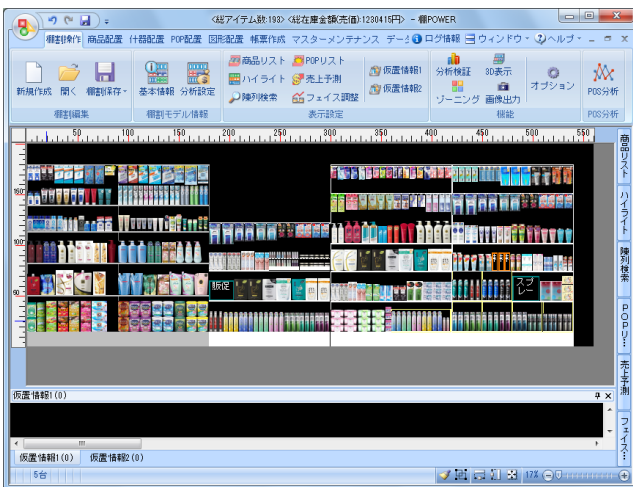 <総アイテム数:193> <総在庫金額(売価):1230415円> - 棚POWER
棚割操作 商品配置 什器配置 POP配置 図形配置 帳票作成 マスターメンテナンス データ ログ情報 ウィンドウ ヘルプ
商品リスト POPリスト
新規作成 開く 棚割保存 基本情報 分析設定 ハイライト 売上予測 仮置情報1 仮置情報2 分析検証 3D表示 オプション POS分析
陳列検索 フェイス調整 ゾーニング 画像出力
棚割編集 棚割モデル情報 表示設定 機能 POS分析
50 100 150 200 250 300 350 400 450 500 550
150
100
50
販促
スプレー
商品リスト
ハイライト
陳列検索
POPリ…
売上予測
フェイス…
仮置情報1(0)
仮置情報1(0) 仮置情報2(0)
5台 17%